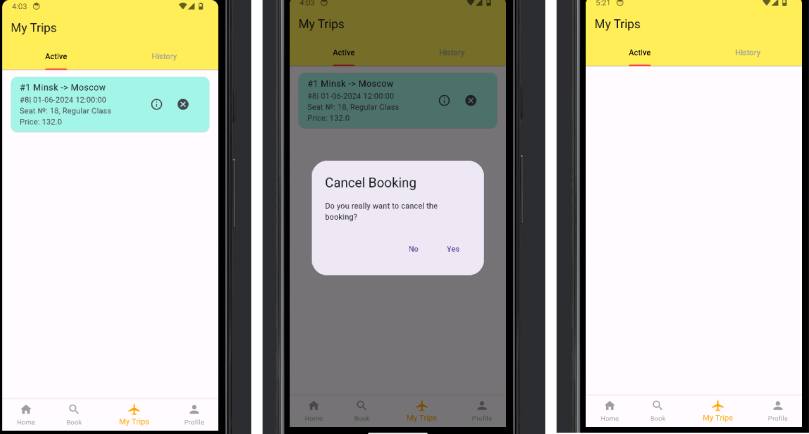 4:03
My Trips
Active History
#1 Minsk -> Moscow
#8| 01-06-2024 12:00:00
Seat №: 18, Regular Class
Price: 132.0
Home Book My Trips Profile
4:03
My Trips
Active History
#1 Minsk -> Moscow
#8| 01-06-2024 12:00:00
Seat №: 18, Regular Class
Price: 132.0
Cancel Booking
Do you really want to cancel the
booking?
No Yes
Home Book My Trips Profile
5:21
My Trips
Active History
Home Book My Trips Profile